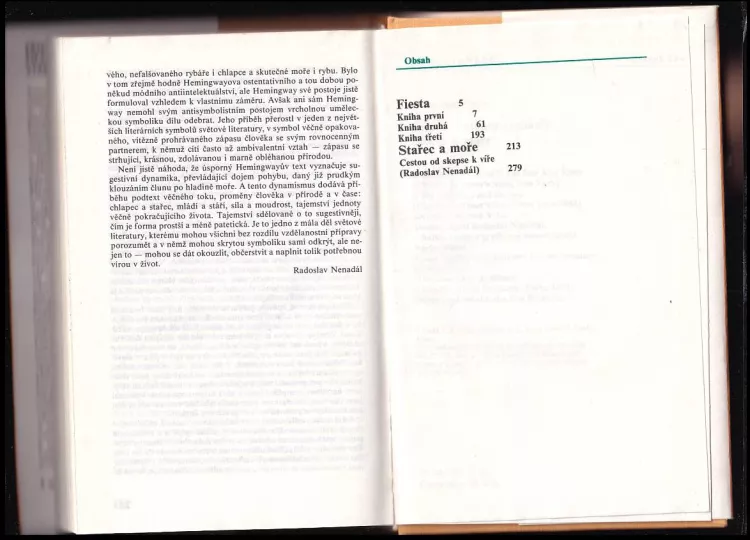 vého, nefalšovaného rybáře i chlapce a skutečné moře i rybu. Bylo
v tom zřejmě hodně Hemingwayova ostentativního a tou dobou po-
někud módního antiintelektuálství, ale Hemingway své postoje jistě
formuloval vzhledem k vlastnímu záměru. Avšak ani sám Heming-
way nemohl svým antisymbolistním postojem vrcholnou umělec-
kou symboliku dílu odebrat. Jeho příběh přerostl v jeden z největ-
ších literárních symbolů světové literatury, v symbol věčně opakova-
ného, vítězně prohrávaného zápasu člověka se svým rovnocenným
partnerem, k němuž cítí často až ambivalentní vztah — zápasu se
strhující, krásnou, zdolávanou i marně obléhanou přírodou.
Není jistě náhoda, že úsporný Hemingwayův text vyznačuje su-
gestivní dynamika, převládající dojem pohybu, daný již prudkým
klouzáním člunu po hladině moře. A tento dynamismus dodává pří-
běhu podtext věčného toku, proměny člověka v přírodě a v čase:
chlapec a stařec, mládí a stáří, síla a moudrost, tajemství jednoty
věčně pokračujícího života. Tajemství sdělované o to sugestivněji,
čím je forma prostší a méně patetická. Je to jedno z mála děl světové
literatury, kterému mohou všichni bez rozdílu vzdělanostní přípravy
porozumět a v němž mohou skrytou symboliku sami odkrýt, ale ne-
jen to — mohou se dát okouzlit, občerstvit a naplnit tolik potřebnou
vírou v život.
Radoslav Nenadál
Obsah
Fiesta 5
Kniha první 7
Kniha druhá 61
Kniha třetí 193
Stařec a moře 213
Cestou od skepse k víře
(Radoslav Nenadál) 279